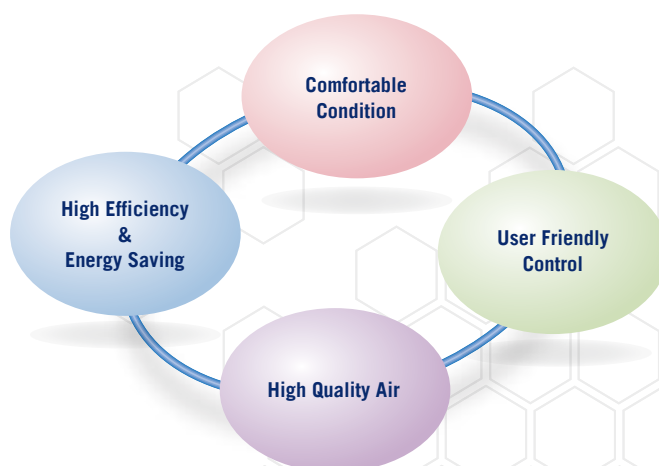 Comfortable
Condition
High Efficiency
&
Energy Saving
User Friendly
Control
High Quality Air